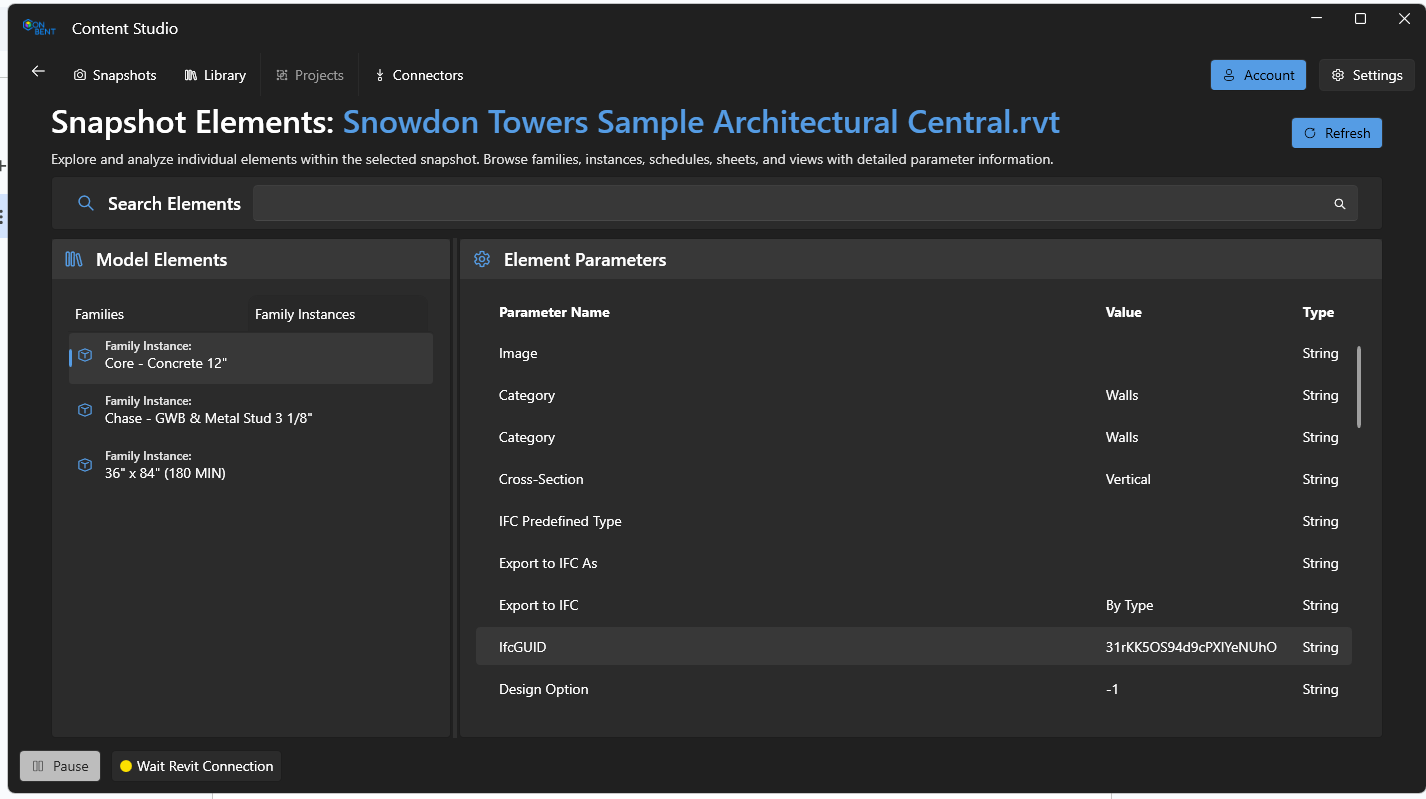 ON
BENT
Content Studio
Snapshots
Library
Projects
Connectors
Account
Settings
Snapshot Elements: Snowdon Towers Sample Architectural Central.rvt
Refresh
Explore and analyze individual elements within the selected snapshot. Browse families, instances, schedules, sheets, and views with detailed parameter information.
Search Elements
Model Elements
Families
Family Instances
Family Instance:
Core - Concrete 12"
Family Instance:
Chase - GWB & Metal Stud 3 1/8"
Family Instance:
36" x 84" (180 MIN)
Element Parameters
Parameter Name Value Type
Image String
Category Walls String
Category Walls String
Cross-Section Vertical String
IFC Predefined Type String
Export to IFC As String
Export to IFC By Type String
IfcGUID 31rKK5OS94d9cPXIYeNUhO String
Design Option -1 String
Pause
Wait Revit Connection